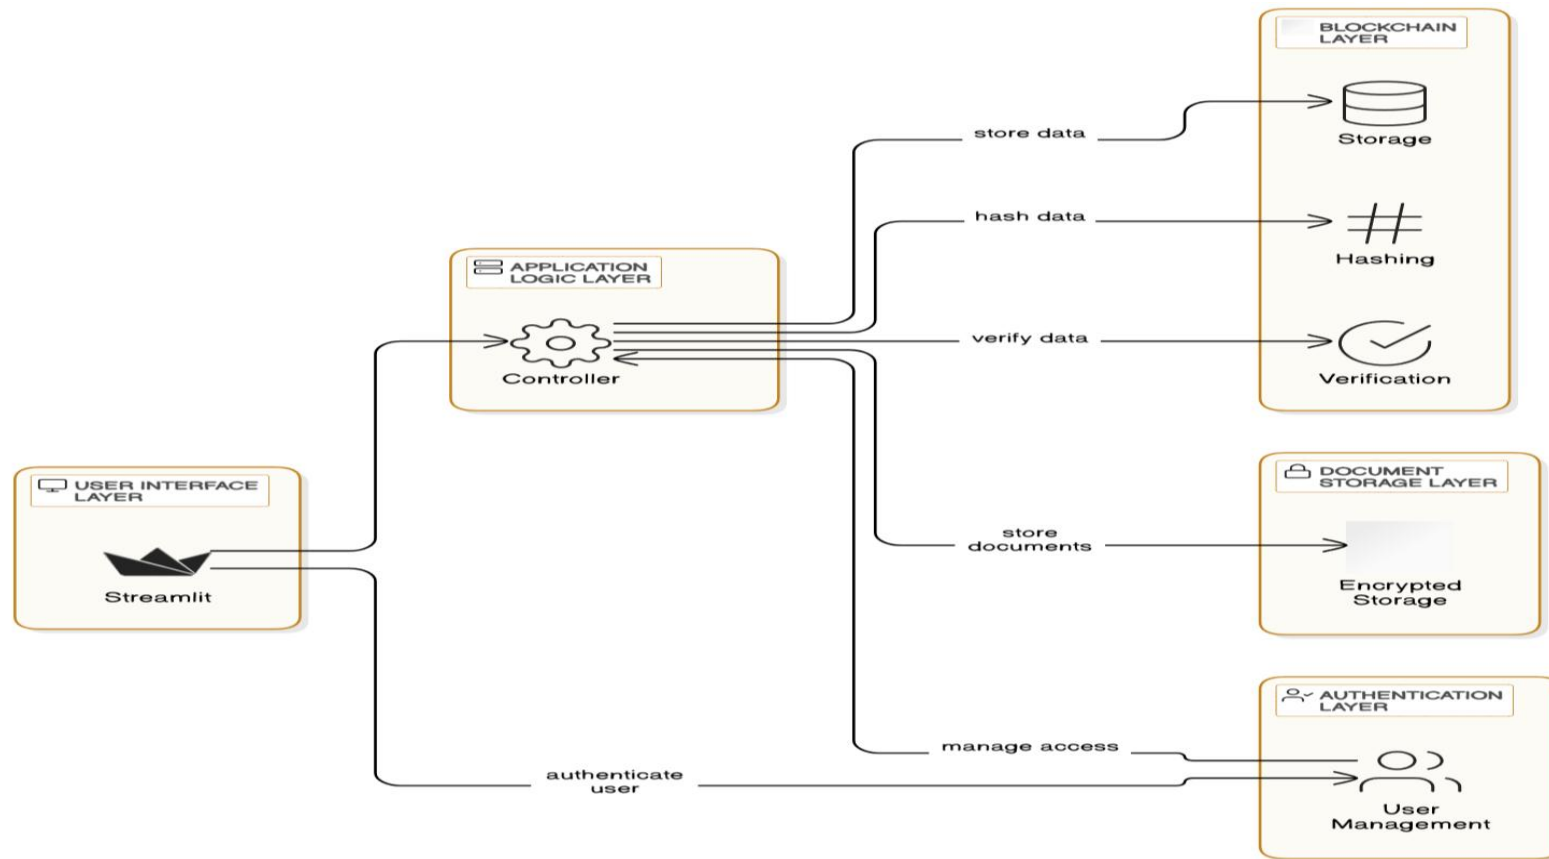 BLOCKCHAIN
LAYER
store data
Storage
hash data
Hashing
APPLICATION
LOGIC LAYER
verify data
Controller
Verification
USER INTERFACE
LAYER
Streamlit
DOCUMENT
STORAGE LAYER
store
documents
Encrypted
Storage
AUTHENTICATION
LAYER
manage access
authenticate
user
User
Management